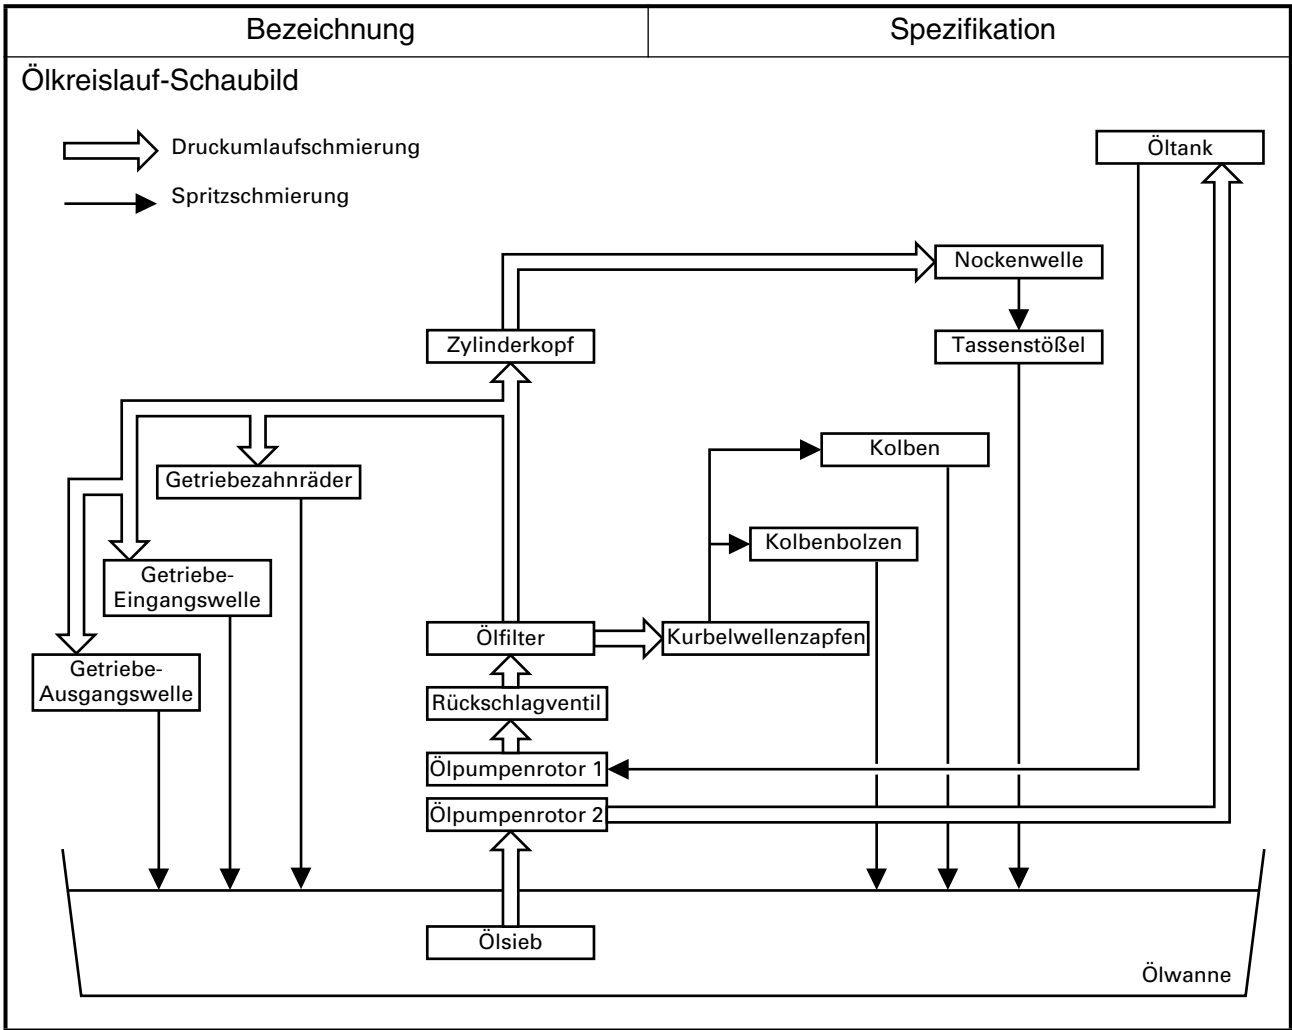 Bezeichnung
Spezifikation
Ölkreislauf-Schaubild
Druckumlaufschmierung
Spritzschmierung
Öltank
Nockenwelle
Zylinderkopf
Tassenstößel
Kolben
Getriebezahnräder
Kolbenbolzen
Getriebe-
Eingangswelle
Ölfilter
Kurbelwellenzapfen
Getriebe-
Ausgangswelle
Rückschlagventil
Ölpumpenrotor 1
Ölpumpenrotor 2
Ölsieb
Ölwanne